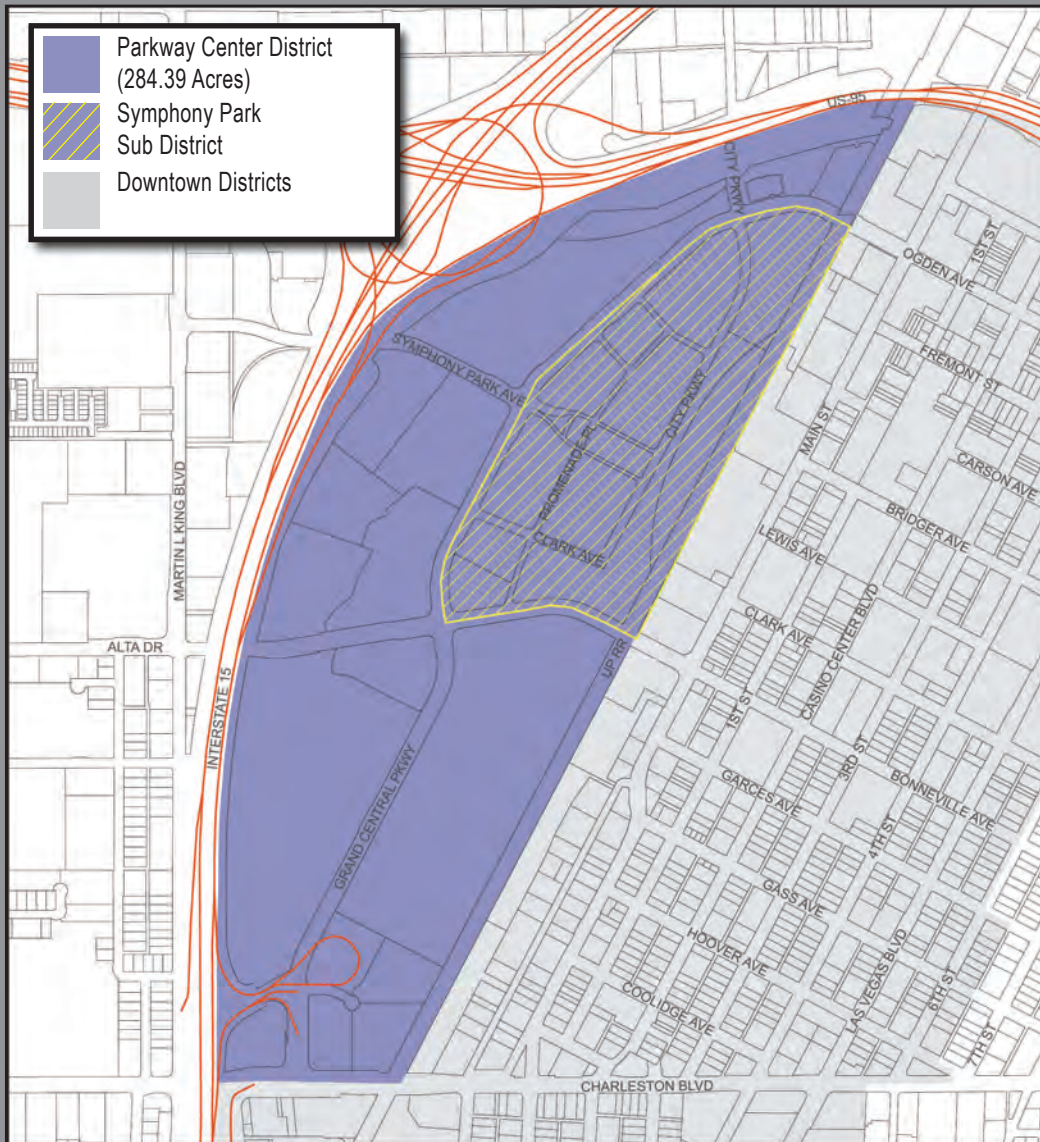 Parkway Center District
(284.39 Acres)
Symphony Park
Sub District
Downtown Districts
US-95
CITY PKWY
1ST ST
OGDEN AVE
FREMONT ST
SYMPHONY PARK AVE
CITY PKWY
MAIN ST
CARSON AVE
MARTIN L KING BLVD
PROMENADE PL
BRIDGER AVE
LEWIS AVE
CLARK AVE
CLARK AVE
CASINO CENTER BLVD
ALTA DR
UP RR
INTERSTATE 15
1ST ST
3RD ST
GARCES AVE
BONNEVILLE AVE
GRAND CENTRAL PKWY
4TH ST
GASS AVE
HOOVER AVE
LAS VEGAS BLVD
6TH ST
COOLIDGE AVE
7TH ST
CHARLESTON BLVD